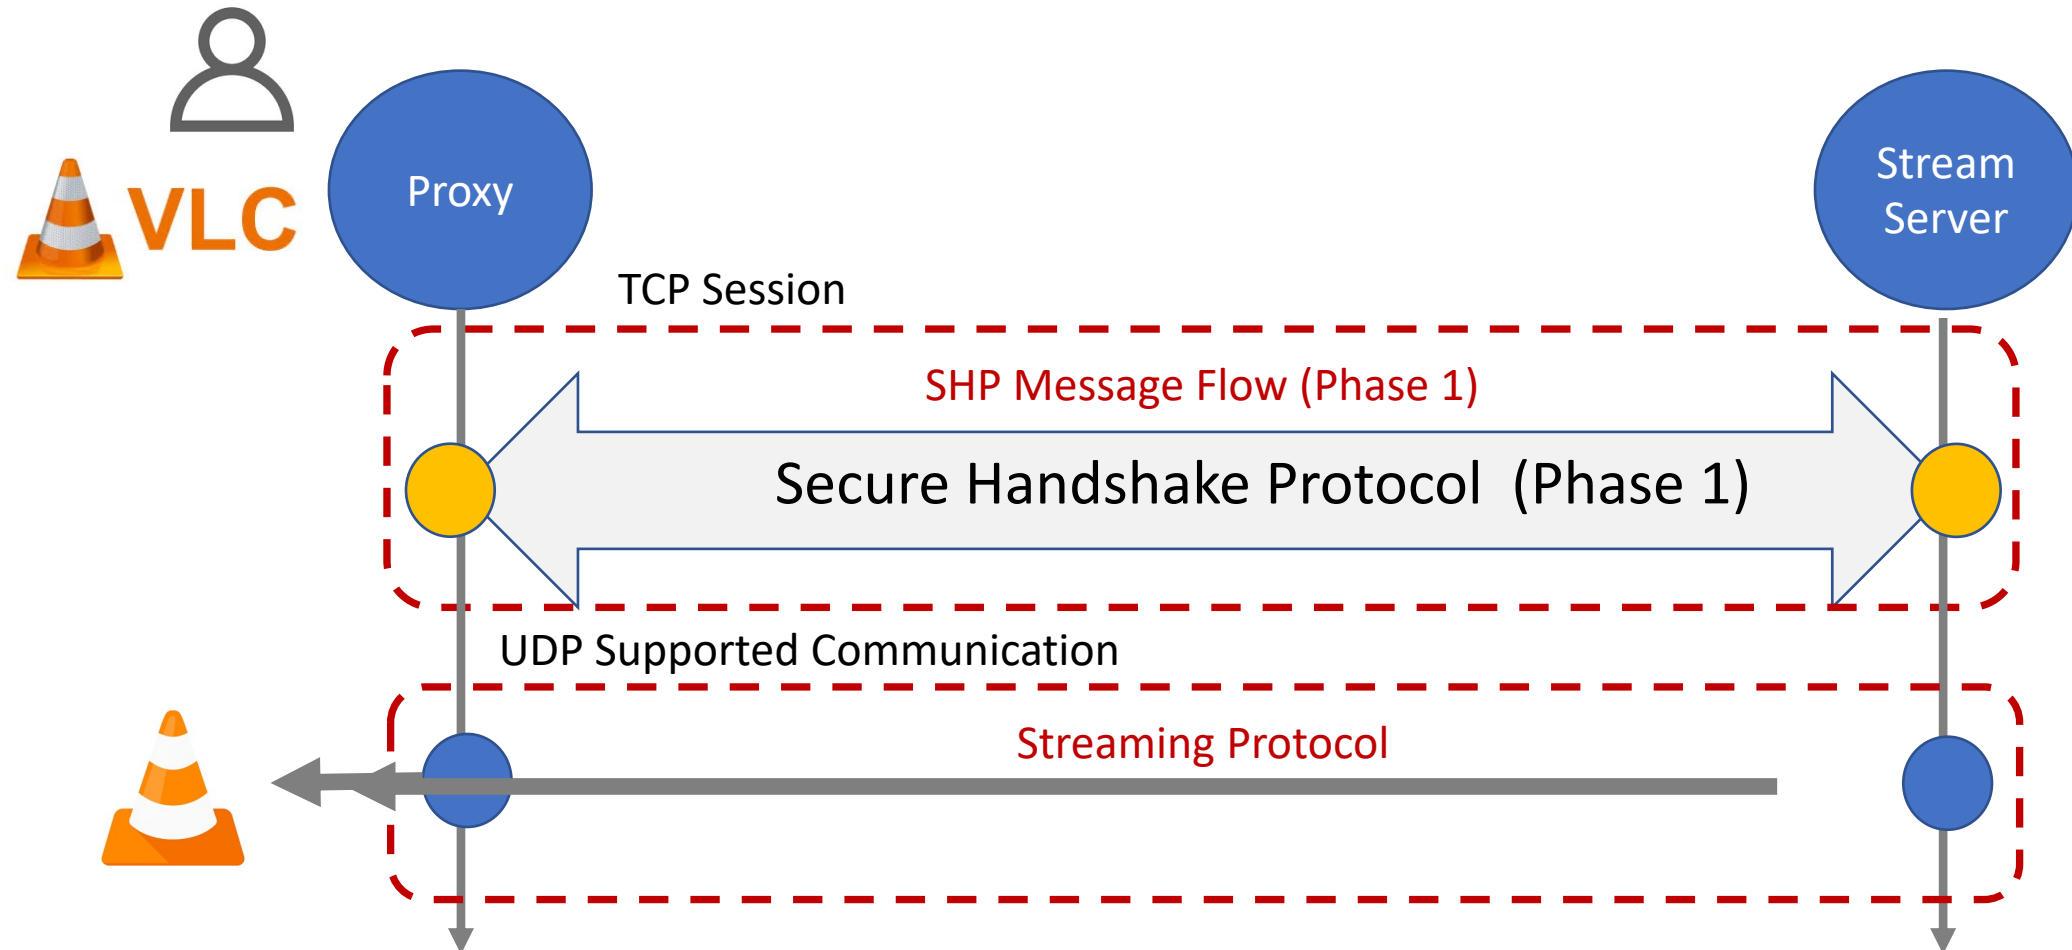 VLC
Proxy
Stream
Server
TCP Session
SHP Message Flow (Phase 1)
Secure Handshake Protocol  (Phase 1)
UDP Supported Communication
Streaming Protocol